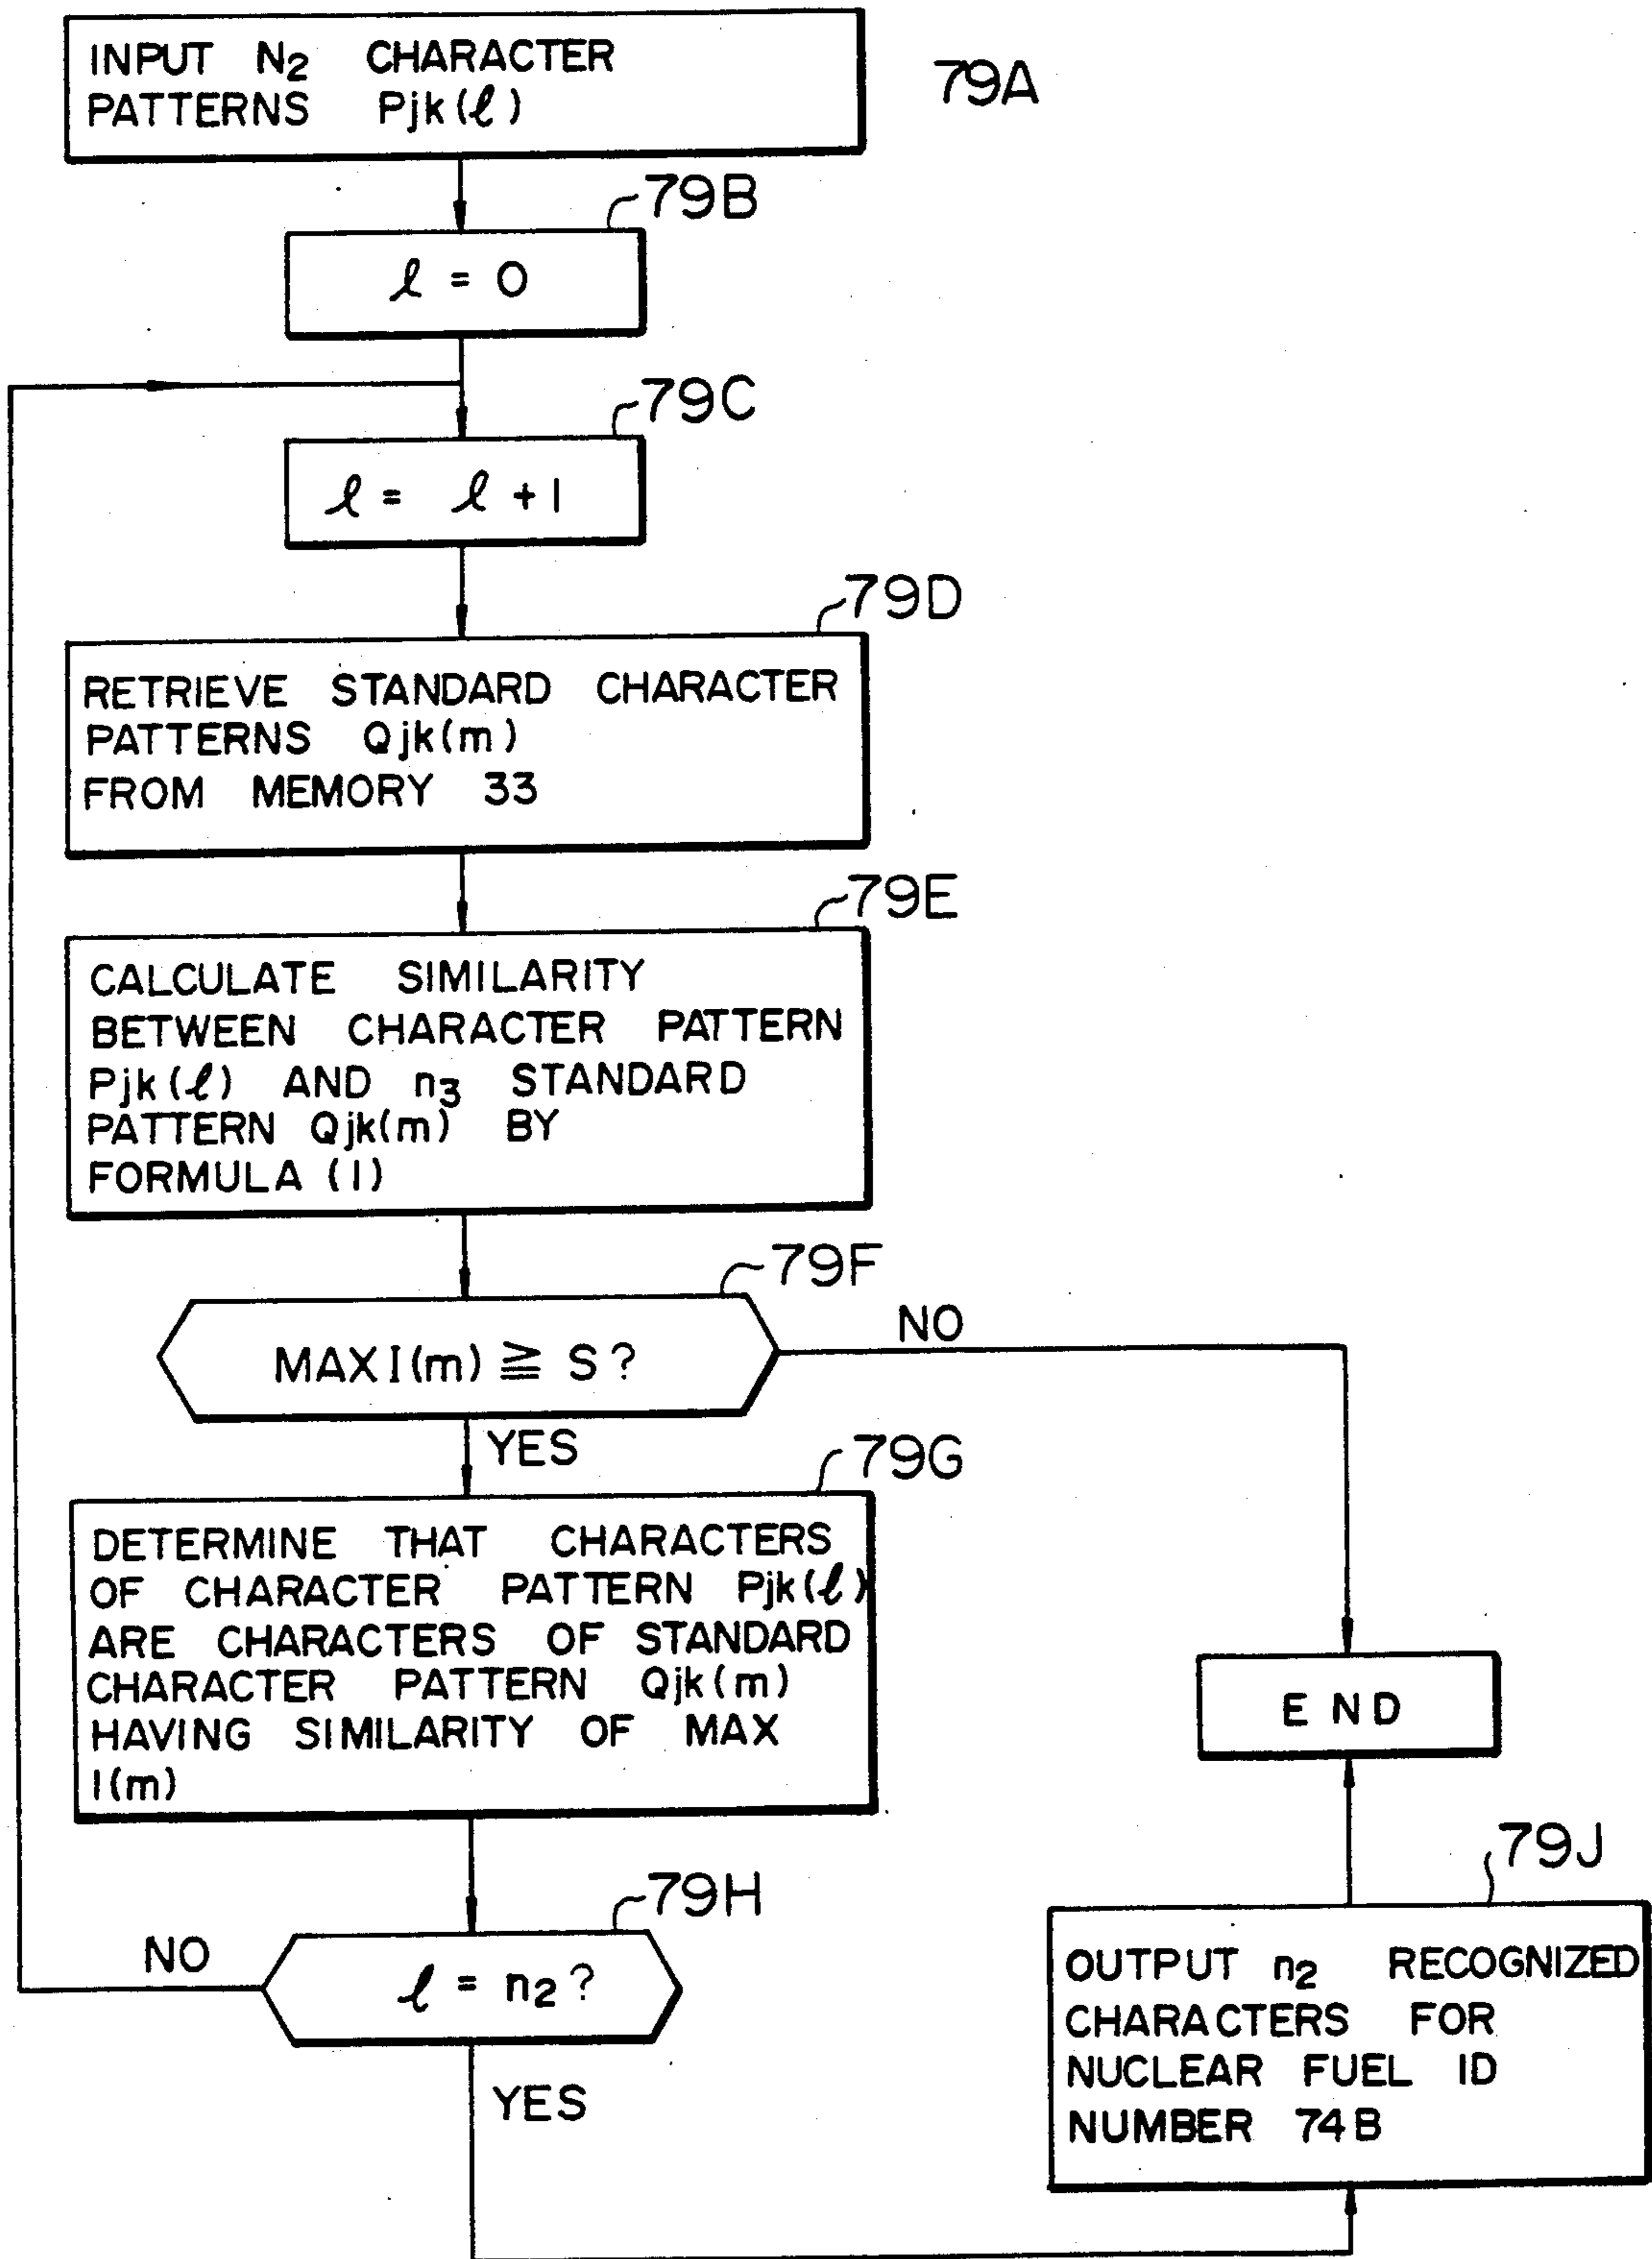 INPUT N₂ CHARACTER
PATTERNS Pjk(ℓ)
79A
79B
ℓ = 0
79C
ℓ = ℓ + 1
79D
RETRIEVE STANDARD CHARACTER
PATTERNS Qjk(m)
FROM MEMORY 33
79E
CALCULATE SIMILARITY
BETWEEN CHARACTER PATTERN
Pjk(ℓ) AND n₃ STANDARD
PATTERN Qjk(m) BY
FORMULA (1)
79F
MAX I(m) ≧ S?
NO
YES
79G
DETERMINE THAT CHARACTERS
OF CHARACTER PATTERN Pjk(ℓ)
ARE CHARACTERS OF STANDARD
CHARACTER PATTERN Qjk(m)
HAVING SIMILARITY OF MAX
I(m)
END
79H
NO
ℓ = n₂?
YES
79J
OUTPUT n₂ RECOGNIZED
CHARACTERS FOR
NUCLEAR FUEL ID
NUMBER 74B